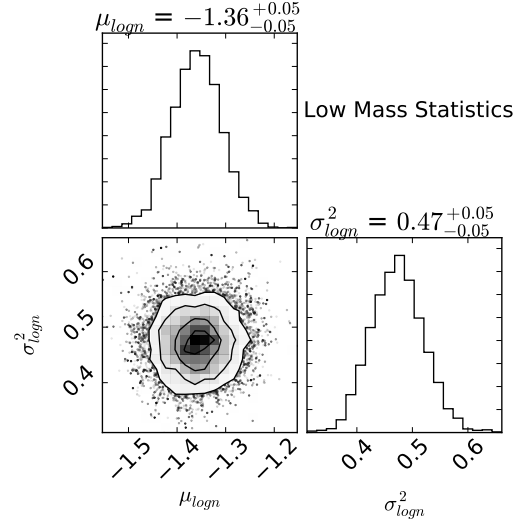 μ_logn = −1.36^{+0.05}_{−0.05}
Low Mass Statistics
σ²_logn = 0.47^{+0.05}_{−0.05}
0.6
0.5
0.4
σ²_logn
−1.5 −1.4 −1.3 −1.2
μ_logn
0.4 0.5 0.6
σ²_logn